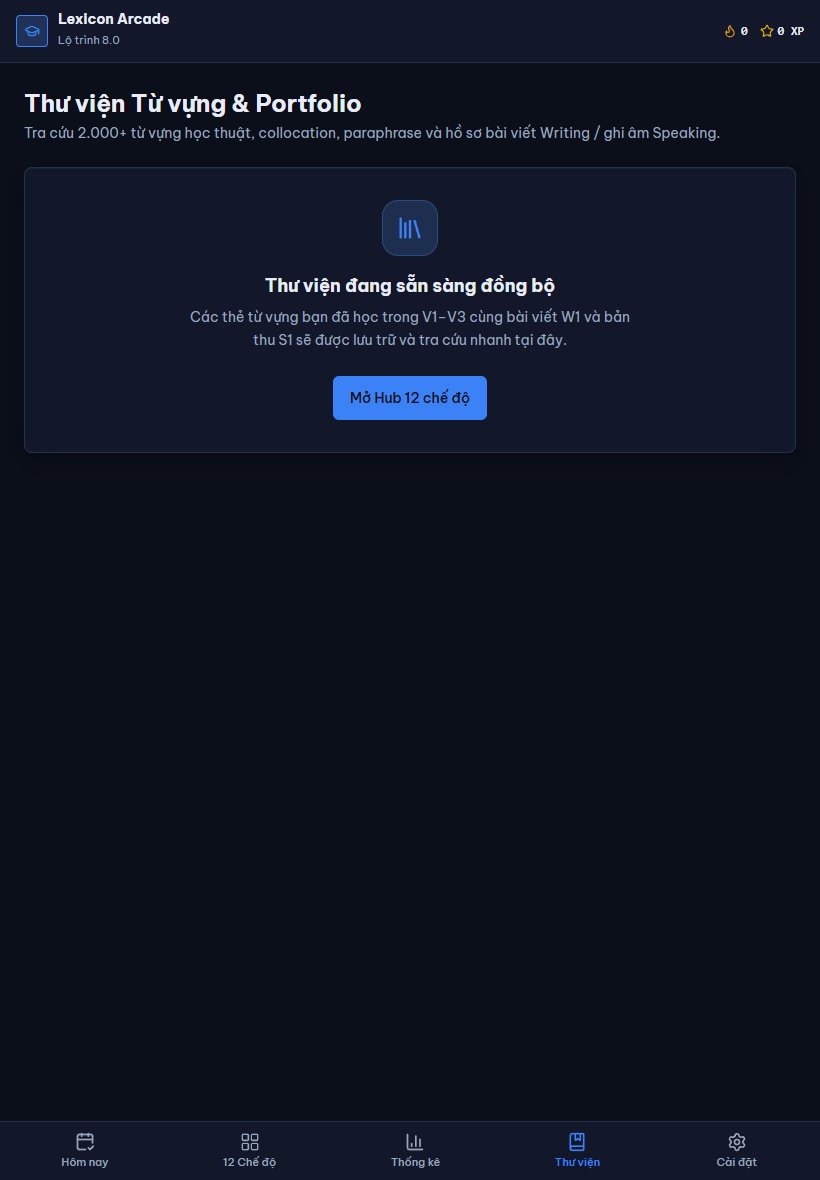 Lexicon Arcade
Lộ trình 8.0
0
0 XP
Thư viện Từ vựng & Portfolio
Tra cứu 2.000+ từ vựng học thuật, collocation, paraphrase và hồ sơ bài viết Writing / ghi âm Speaking.
Thư viện đang sẵn sàng đồng bộ
Các thẻ từ vựng bạn đã học trong V1–V3 cùng bài viết W1 và bản
thu S1 sẽ được lưu trữ và tra cứu nhanh tại đây.
Mở Hub 12 chế độ
Hôm nay
12 Chế độ
Thống kê
Thư viện
Cài đặt